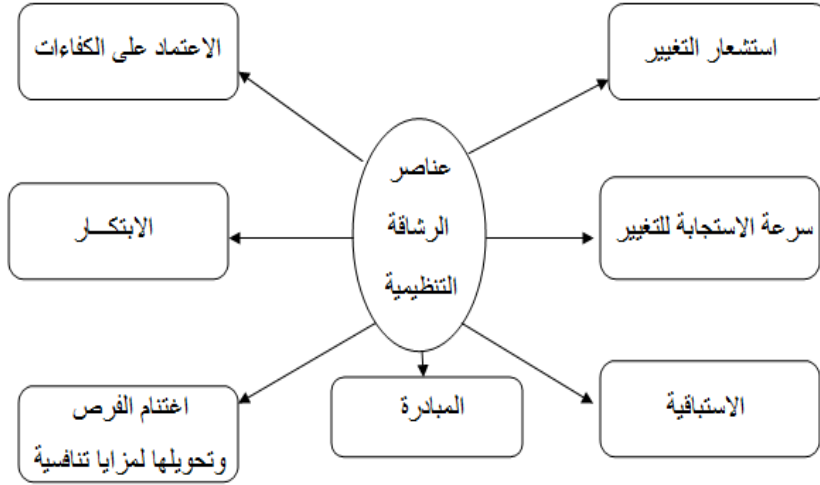 عناصر
الرشاقة
التنظيمية
استشعار التغيير
سرعة الاستجابة للتغيير
الاستباقية
المبادرة
اغتنام الفرص
وتحويلها لمزايا تنافسية
الابتكـــار
الاعتماد على الكفاءات